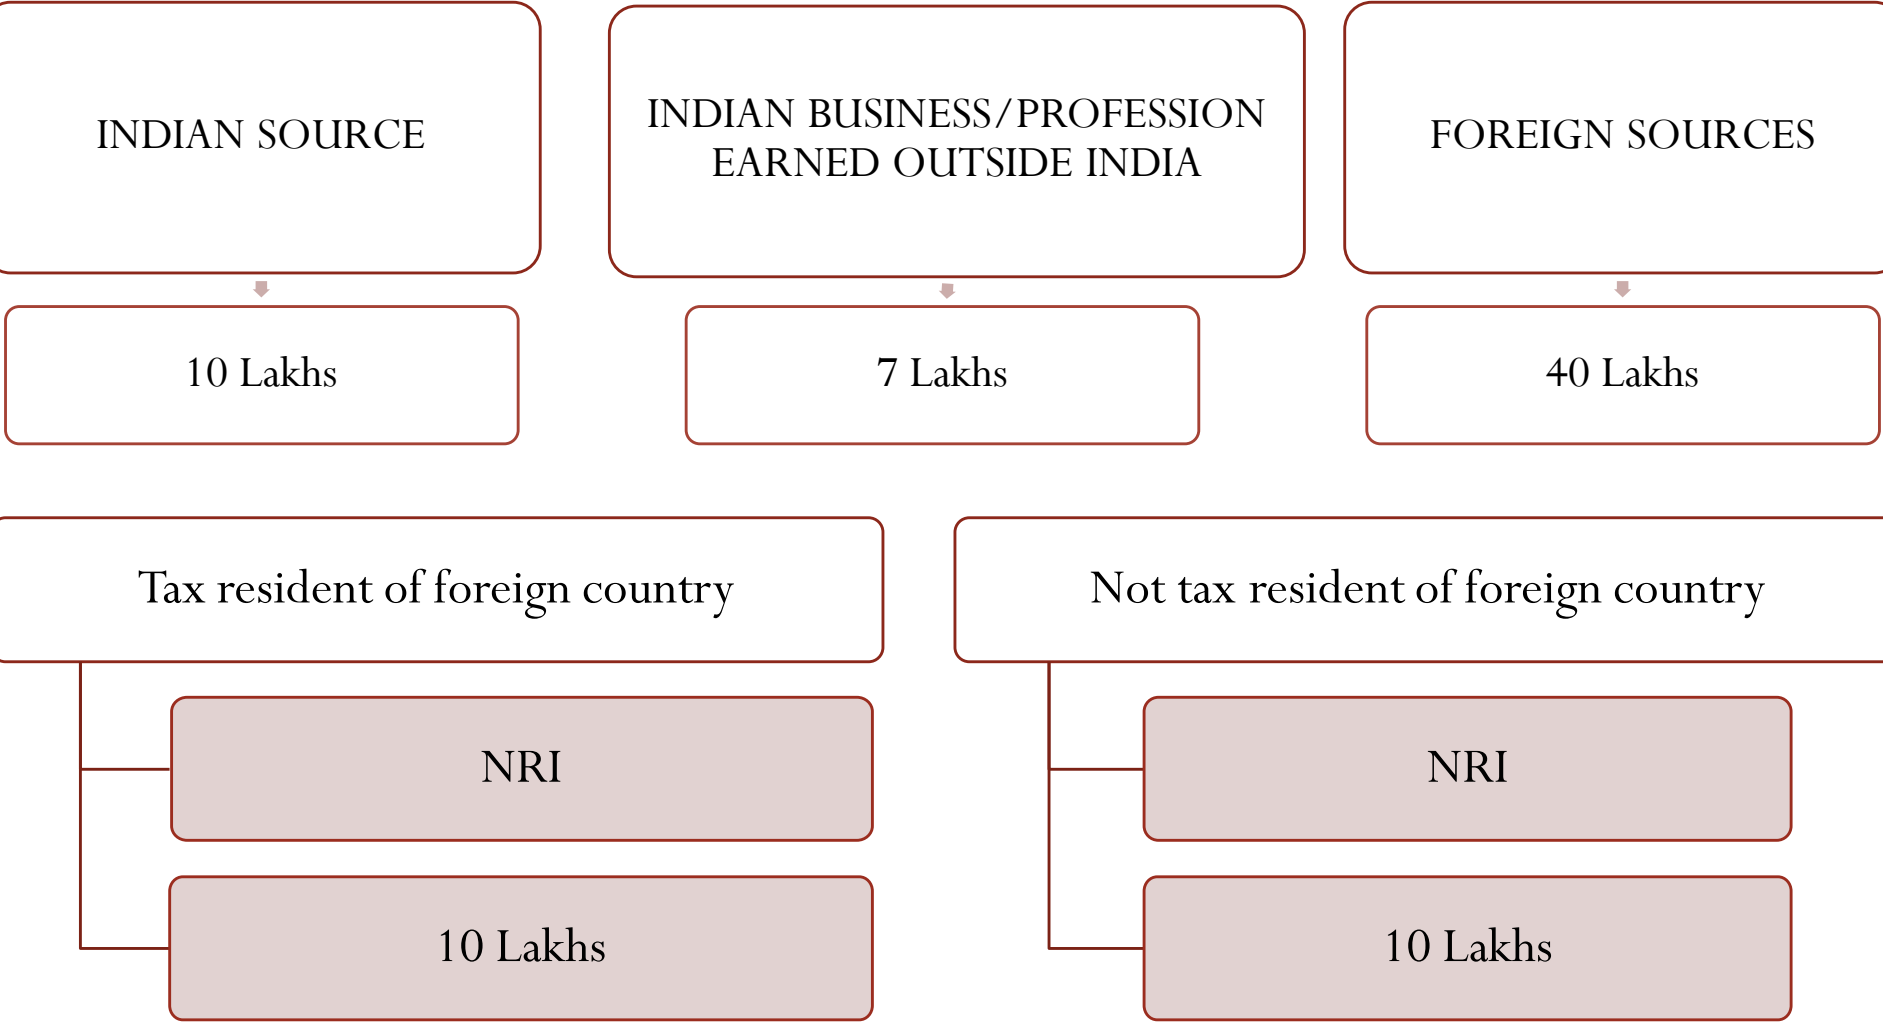 INDIAN SOURCE
INDIAN BUSINESS/PROFESSION
EARNED OUTSIDE INDIA
FOREIGN SOURCES
10 Lakhs
7 Lakhs
40 Lakhs
Tax resident of foreign country
Not tax resident of foreign country
NRI
NRI
10 Lakhs
10 Lakhs